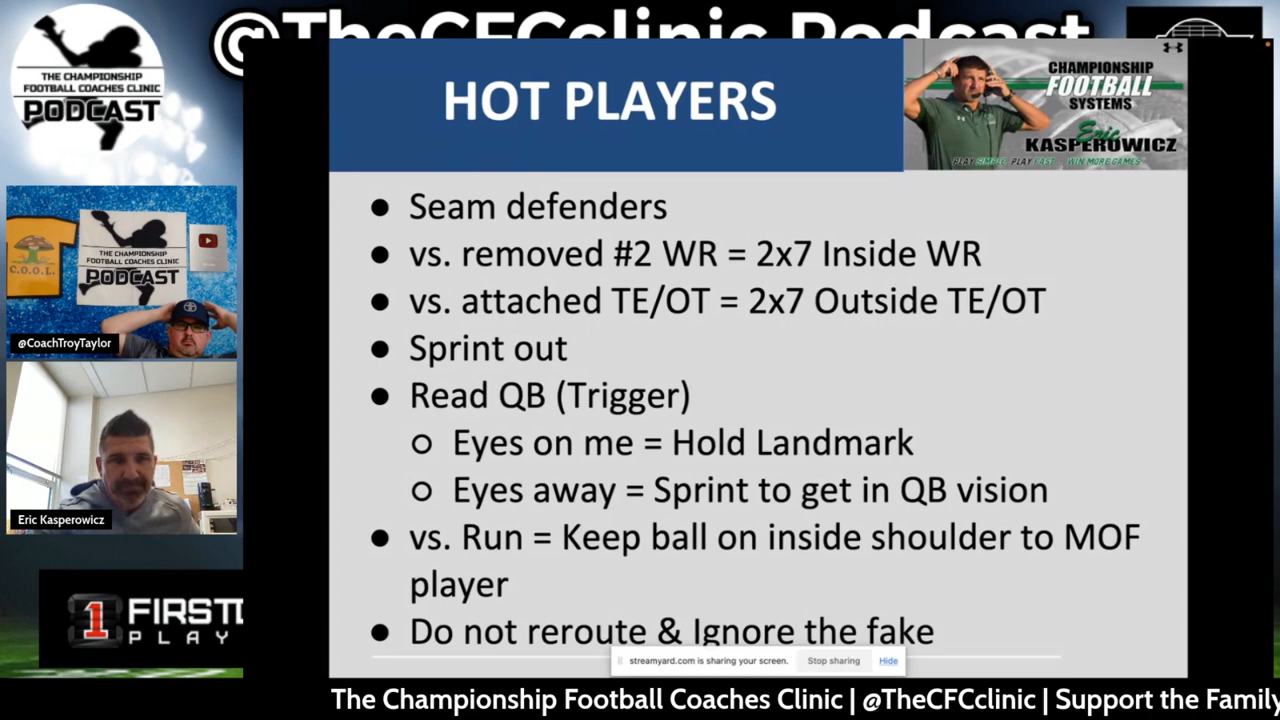 @TheCFCclinic Podcast
THE CHAMPIONSHIP
FOOTBALL COACHES CLINIC
PODCAST
HOT PLAYERS
CHAMPIONSHIP
FOOTBALL
SYSTEMS
Eric
KASPEROWICZ
PLAY SIMPLE PLAY FAST WIN MORE GAMES
● Seam defenders
● vs. removed #2 WR = 2x7 Inside WR
● vs. attached TE/OT = 2x7 Outside TE/OT
● Sprint out
● Read QB (Trigger)
○ Eyes on me = Hold Landmark
○ Eyes away = Sprint to get in QB vision
● vs. Run = Keep ball on inside shoulder to MOF
player
● Do not reroute & Ignore the fake
C.O.O.L.
THE CHAMPIONSHIP
FOOTBALL COACHES CLINIC
PODCAST
@CoachTroyTaylor
Eric Kasperowicz
1 FIRSTD
PLAY
streamyard.com is sharing your screen. Stop sharing Hide
The Championship Football Coaches Clinic | @TheCFCclinic | Support the Family